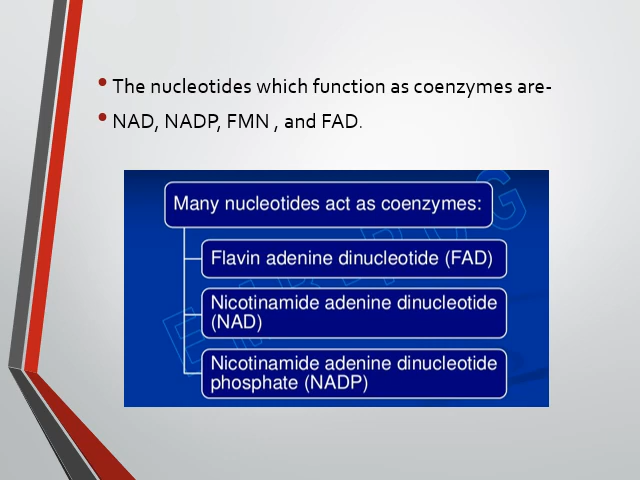 The nucleotides which function as coenzymes are-
NAD, NADP, FMN , and FAD.
Many nucleotides act as coenzymes:
Flavin adenine dinucleotide (FAD)
Nicotinamide adenine dinucleotide
(NAD)
Nicotinamide adenine dinucleotide
phosphate (NADP)